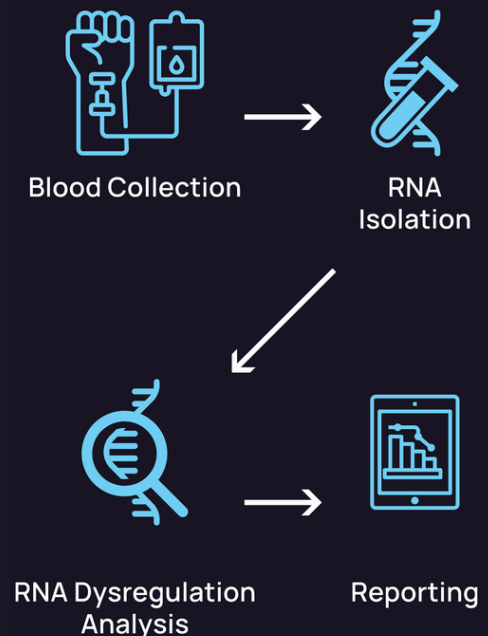 Blood Collection
RNA
Isolation
RNA Dysregulation
Analysis
Reporting